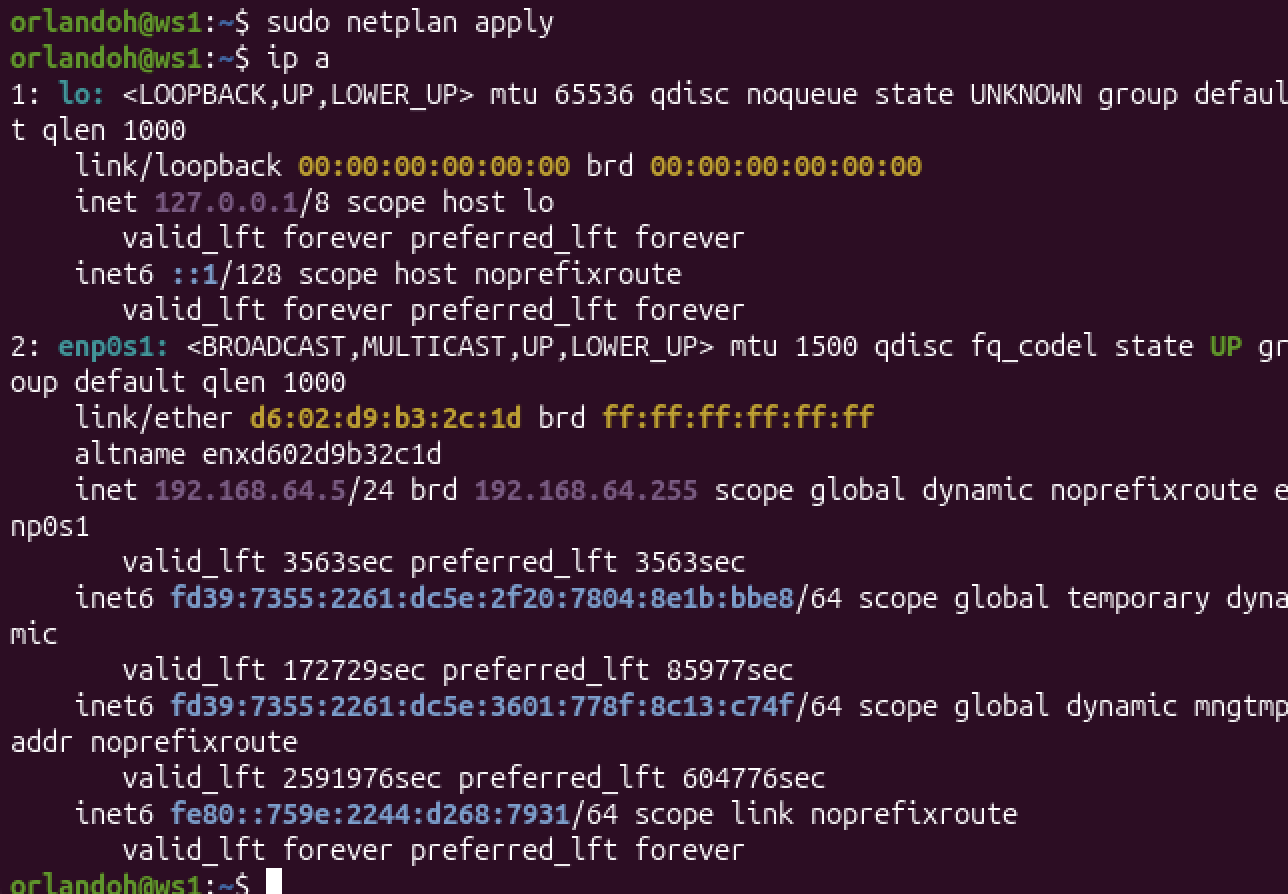 orlandoh@ws1:~$ sudo netplan apply
orlandoh@ws1:~$ ip a
1: lo: <LOOPBACK,UP,LOWER_UP> mtu 65536 qdisc noqueue state UNKNOWN group defaul
t qlen 1000
    link/loopback 00:00:00:00:00:00 brd 00:00:00:00:00:00
    inet 127.0.0.1/8 scope host lo
       valid_lft forever preferred_lft forever
    inet6 ::1/128 scope host noprefixroute
       valid_lft forever preferred_lft forever
2: enp0s1: <BROADCAST,MULTICAST,UP,LOWER_UP> mtu 1500 qdisc fq_codel state UP gr
oup default qlen 1000
    link/ether d6:02:d9:b3:2c:1d brd ff:ff:ff:ff:ff:ff
    altname enxd602d9b32c1d
    inet 192.168.64.5/24 brd 192.168.64.255 scope global dynamic noprefixroute e
np0s1
       valid_lft 3563sec preferred_lft 3563sec
    inet6 fd39:7355:2261:dc5e:2f20:7804:8e1b:bbe8/64 scope global temporary dyna
mic
       valid_lft 172729sec preferred_lft 85977sec
    inet6 fd39:7355:2261:dc5e:3601:778f:8c13:c74f/64 scope global dynamic mngtmp
addr noprefixroute
       valid_lft 2591976sec preferred_lft 604776sec
    inet6 fe80::759e:2244:d268:7931/64 scope link noprefixroute
       valid_lft forever preferred_lft forever
orlandoh@ws1:~$